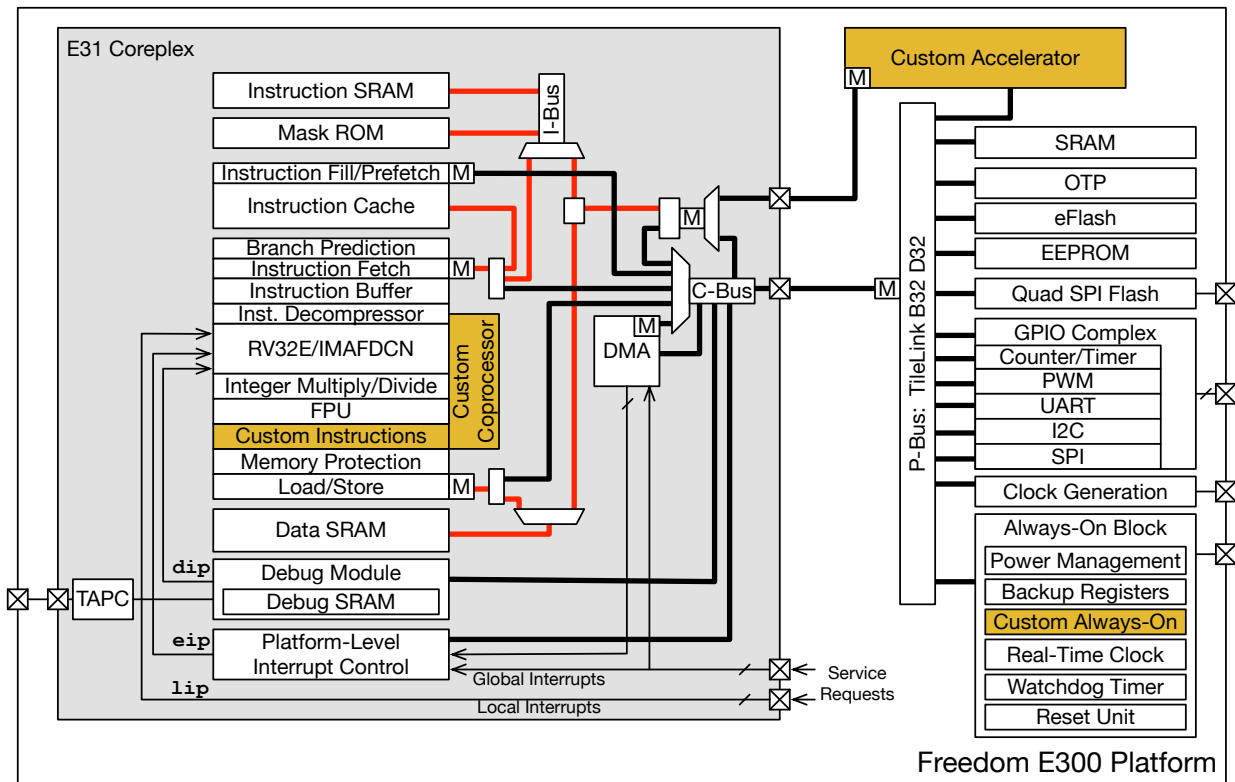 E31 Coreplex
Instruction SRAM
Mask ROM
Instruction Fill/Prefetch
M
Instruction Cache
Branch Prediction
Instruction Fetch
M
Instruction Buffer
Inst. Decompressor
RV32E/IMAFDCN
Integer Multiply/Divide
FPU
Custom Instructions
Custom
Coprocessor
Memory Protection
Load/Store
M
Data SRAM
dip
Debug Module
Debug SRAM
TAPC
eip
Platform-Level
Interrupt Control
lip
Global Interrupts
Local Interrupts
I-Bus
M
C-Bus
M
DMA
Service
Requests
Custom Accelerator
M
M
P-Bus: TileLink B32 D32
SRAM
OTP
eFlash
EEPROM
Quad SPI Flash
GPIO Complex
Counter/Timer
PWM
UART
I2C
SPI
Clock Generation
Always-On Block
Power Management
Backup Registers
Custom Always-On
Real-Time Clock
Watchdog Timer
Reset Unit
Freedom E300 Platform